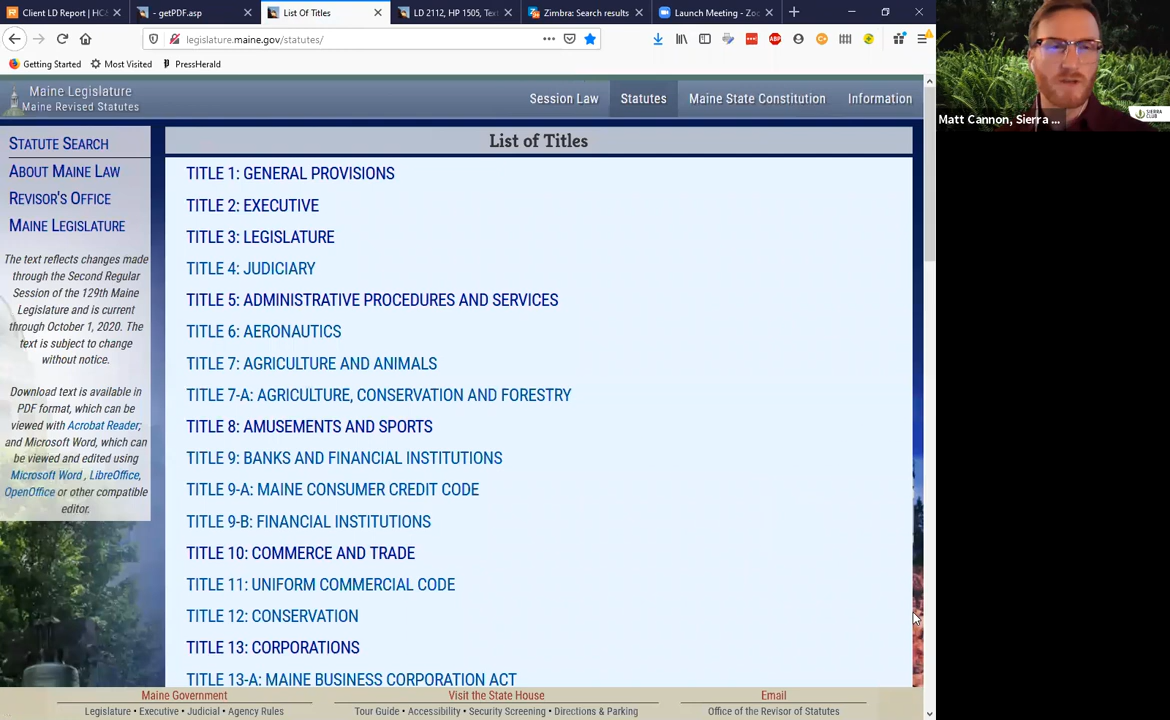 Client LD Report | HC
- getPDF.asp
List Of Titles
LD 2112, HP 1505, Tex
Zimbra: Search results
Launch Meeting - Zoo
legislature.maine.gov/statutes/
Getting Started
Most Visited
PressHerald
Maine Legislature
Maine Revised Statutes
Session Law
Statutes
Maine State Constitution
Information
STATUTE SEARCH
ABOUT MAINE LAW
REVISOR'S OFFICE
MAINE LEGISLATURE
The text reflects changes made
through the Second Regular
Session of the 129th Maine
Legislature and is current
through October 1, 2020. The
text is subject to change
without notice.
Download text is available in
PDF format, which can be
viewed with Acrobat Reader;
and Microsoft Word, which can
be viewed and edited using
Microsoft Word , LibreOffice,
OpenOffice or other compatible
editor.
List of Titles
TITLE 1: GENERAL PROVISIONS
TITLE 2: EXECUTIVE
TITLE 3: LEGISLATURE
TITLE 4: JUDICIARY
TITLE 5: ADMINISTRATIVE PROCEDURES AND SERVICES
TITLE 6: AERONAUTICS
TITLE 7: AGRICULTURE AND ANIMALS
TITLE 7-A: AGRICULTURE, CONSERVATION AND FORESTRY
TITLE 8: AMUSEMENTS AND SPORTS
TITLE 9: BANKS AND FINANCIAL INSTITUTIONS
TITLE 9-A: MAINE CONSUMER CREDIT CODE
TITLE 9-B: FINANCIAL INSTITUTIONS
TITLE 10: COMMERCE AND TRADE
TITLE 11: UNIFORM COMMERCIAL CODE
TITLE 12: CONSERVATION
TITLE 13: CORPORATIONS
TITLE 13-A: MAINE BUSINESS CORPORATION ACT
Maine Government
Legislature • Executive • Judicial • Agency Rules
Visit the State House
Tour Guide • Accessibility • Security Screening • Directions & Parking
Email
Office of the Revisor of Statutes
Matt Cannon, Sierra ...
SIERRA
CLUB
ABP